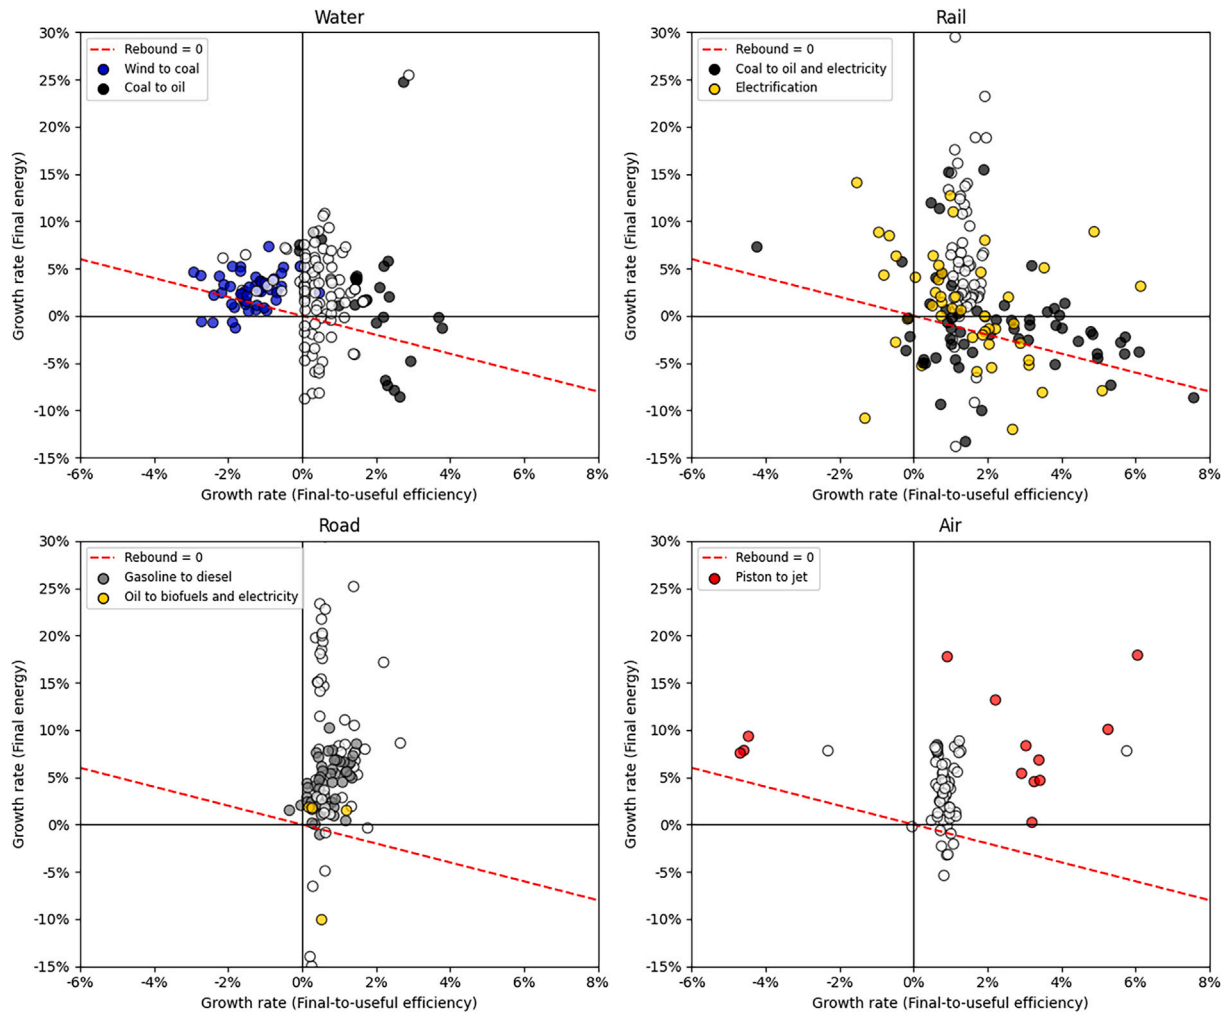 Water
30%
25%
20%
15%
10%
5%
0%
-5%
-10%
-15%
Growth rate (Final energy)
Rebound = 0
Wind to coal
Coal to oil
-6% -4% -2% 0% 2% 4% 6% 8%
Growth rate (Final-to-useful efficiency)
Rail
30%
25%
20%
15%
10%
5%
0%
-5%
-10%
-15%
Growth rate (Final energy)
Rebound = 0
Coal to oil and electricity
Electrification
-6% -4% -2% 0% 2% 4% 6% 8%
Growth rate (Final-to-useful efficiency)
Road
30%
25%
20%
15%
10%
5%
0%
-5%
-10%
-15%
Growth rate (Final energy)
Rebound = 0
Gasoline to diesel
Oil to biofuels and electricity
-6% -4% -2% 0% 2% 4% 6% 8%
Growth rate (Final-to-useful efficiency)
Air
30%
25%
20%
15%
10%
5%
0%
-5%
-10%
-15%
Growth rate (Final energy)
Rebound = 0
Piston to jet
-6% -4% -2% 0% 2% 4% 6% 8%
Growth rate (Final-to-useful efficiency)